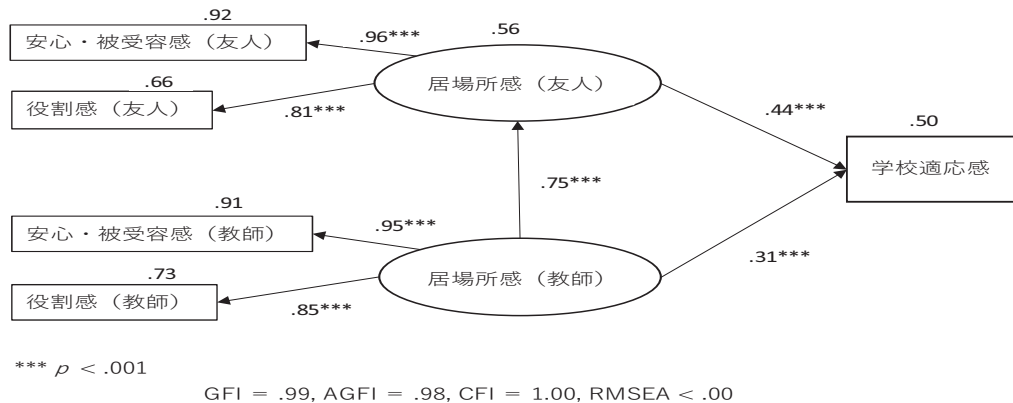 .92
安心・被受容感（友人）
.96***
.56
居場所感（友人）
.66
役割感（友人）
.81***
.44***
.50
学校適応感
.75***
.91
安心・被受容感（教師）
.95***
居場所感（教師）
.31***
.73
役割感（教師）
.85***
*** p < .001
GFI = .99, AGFI = .98, CFI = 1.00, RMSEA < .00